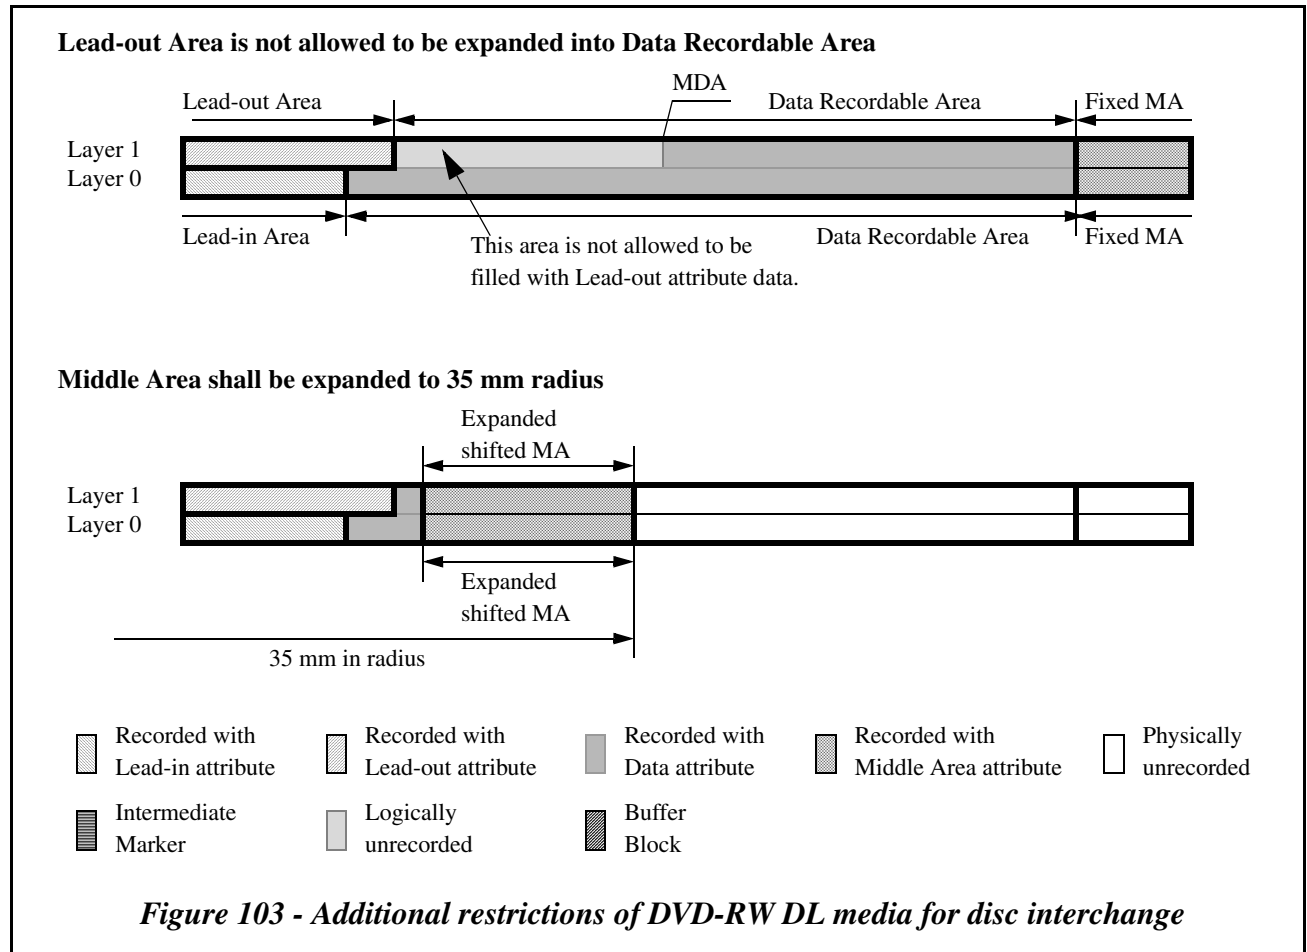 Lead-out Area is not allowed to be expanded into Data Recordable Area
MDA
Lead-out Area
Data Recordable Area
Fixed MA
Layer 1
Layer 0
Lead-in Area
This area is not allowed to be
filled with Lead-out attribute data.
Data Recordable Area
Fixed MA
Middle Area shall be expanded to 35 mm radius
Expanded
shifted MA
Layer 1
Layer 0
Expanded
shifted MA
35 mm in radius
Recorded with
Lead-in attribute
Recorded with
Lead-out attribute
Recorded with
Data attribute
Recorded with
Middle Area attribute
Physically
unrecorded
Intermediate
Marker
Logically
unrecorded
Buffer
Block
Figure 103 - Additional restrictions of DVD-RW DL media for disc interchange